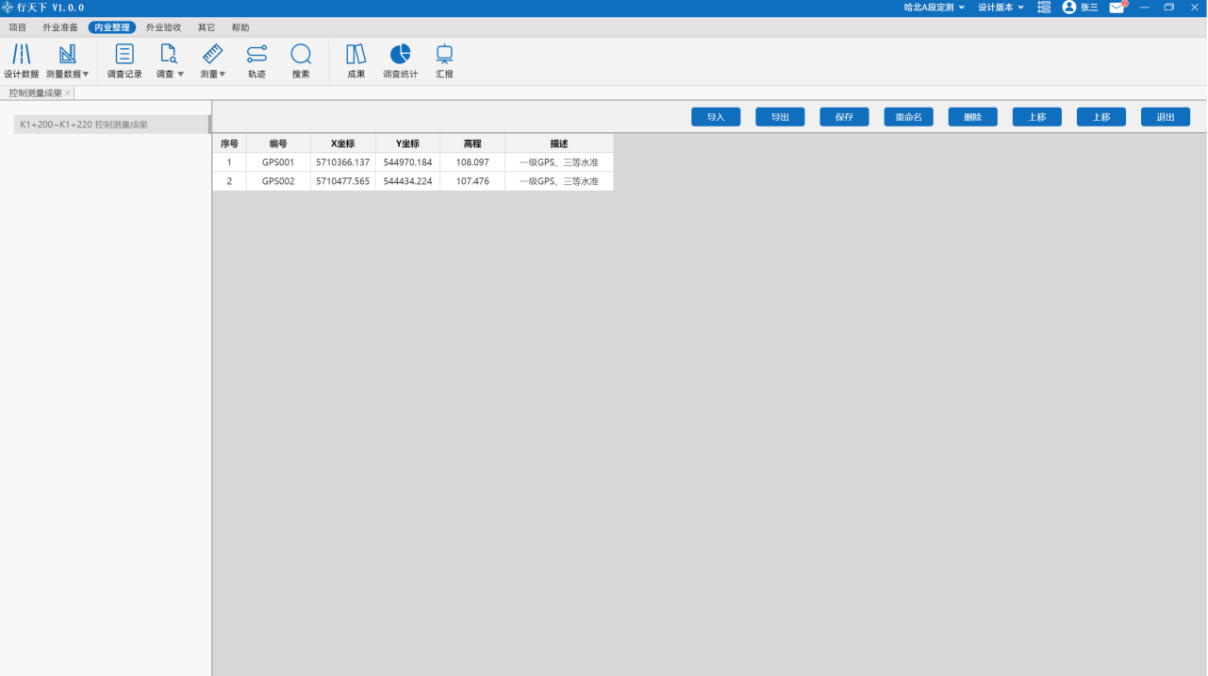 行天下 V1.0.0 哈北A段定测 设计版本 张三
项目 外业准备 内业整理 外业验收 其它 帮助
设计数据 测量数据 调查记录 调查 测量 轨迹 搜索 成果 调查统计 汇报
控制测量成果 ×
导入 导出 保存 重命名 删除 上移 上移 退出
K1+200~K1+220 控制测量成果
序号 编号 X坐标 Y坐标 高程 描述
1 GPS001 5710366.137 544970.184 108.097 一级GPS、三等水准
2 GPS002 5710477.565 544434.224 107.476 一级GPS、三等水准